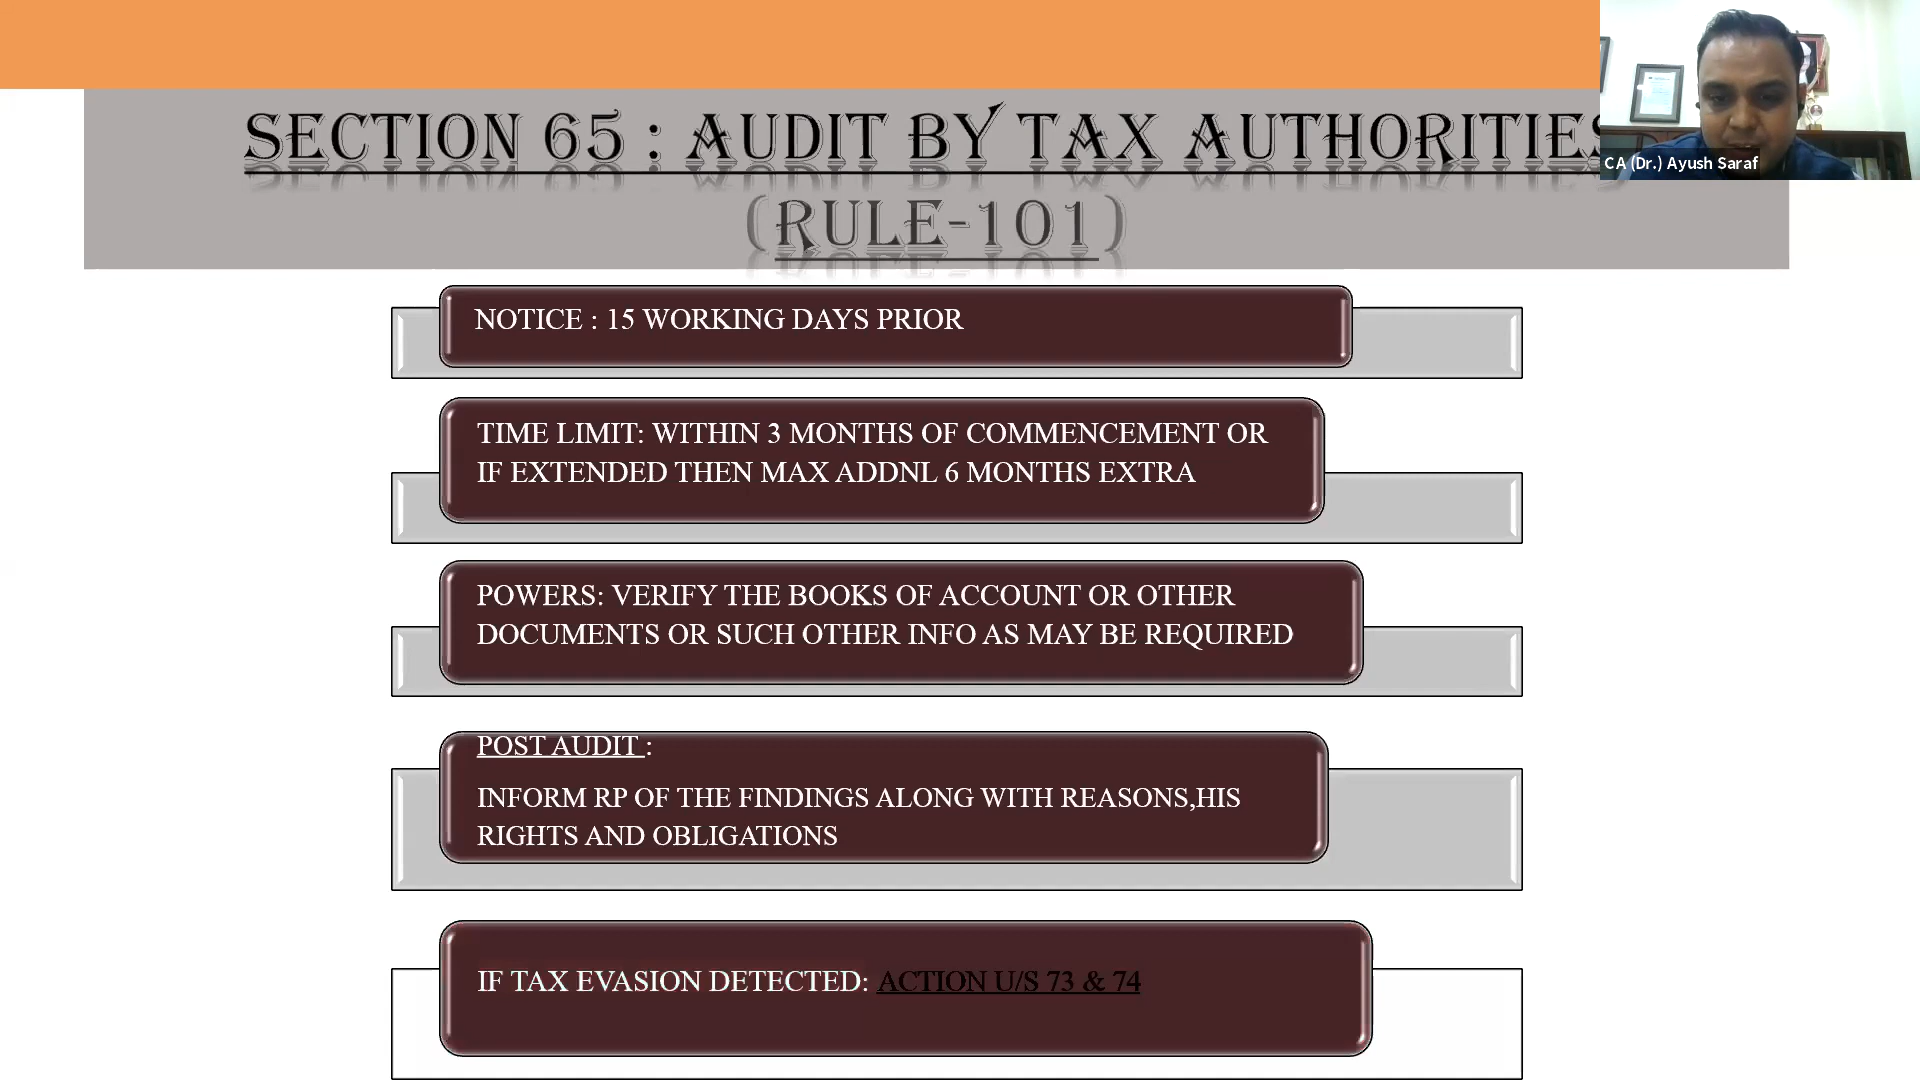 SECTION 65 : AUDIT BY TAX AUTHORITIES
(RULE-101)
CA (Dr.) Ayush Saraf
NOTICE : 15 WORKING DAYS PRIOR
TIME LIMIT: WITHIN 3 MONTHS OF COMMENCEMENT OR
IF EXTENDED THEN MAX ADDNL 6 MONTHS EXTRA
POWERS: VERIFY THE BOOKS OF ACCOUNT OR OTHER
DOCUMENTS OR SUCH OTHER INFO AS MAY BE REQUIRED
POST AUDIT :
INFORM RP OF THE FINDINGS ALONG WITH REASONS,HIS
RIGHTS AND OBLIGATIONS
IF TAX EVASION DETECTED: ACTION U/S 73 & 74